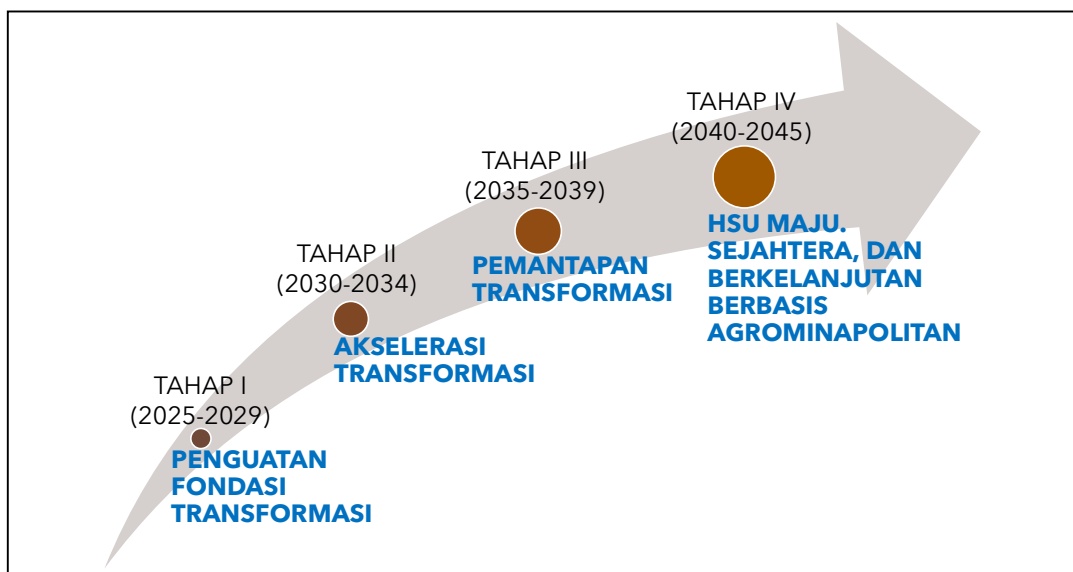 TAHAP I
(2025-2029)
PENGUATAN
FONDASI
TRANSFORMASI
TAHAP II
(2030-2034)
AKSELERASI
TRANSFORMASI
TAHAP III
(2035-2039)
PEMANTAPAN
TRANSFORMASI
TAHAP IV
(2040-2045)
HSU MAJU.
SEJAHTERA, DAN
BERKELANJUTAN
BERBASIS
AGROMINAPOLITAN